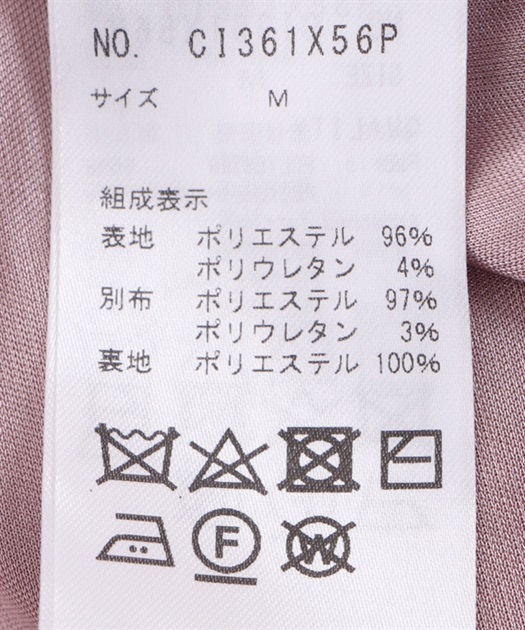 NO. CI361X56P
サイズ M
組成表示
表地 ポリエステル 96%
ポリウレタン 4%
別布 ポリエステル 97%
ポリウレタン 3%
裏地 ポリエステル 100%
F W